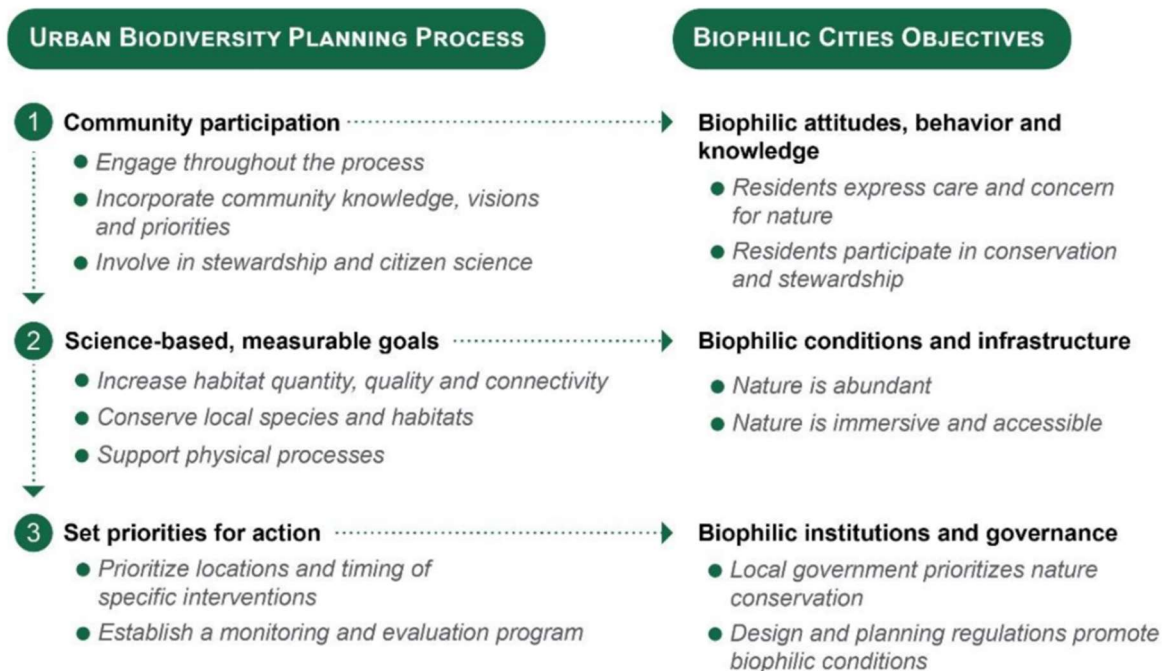 URBAN BIODIVERSITY PLANNING PROCESS
BIOPHILIC CITIES OBJECTIVES
1 Community participation
Engage throughout the process
Incorporate community knowledge, visions
and priorities
Involve in stewardship and citizen science
Biophilic attitudes, behavior and
knowledge
Residents express care and concern
for nature
Residents participate in conservation
and stewardship
2 Science-based, measurable goals
Increase habitat quantity, quality and connectivity
Conserve local species and habitats
Support physical processes
Biophilic conditions and infrastructure
Nature is abundant
Nature is immersive and accessible
3 Set priorities for action
Prioritize locations and timing of
specific interventions
Establish a monitoring and evaluation program
Biophilic institutions and governance
Local government prioritizes nature
conservation
Design and planning regulations promote
biophilic conditions